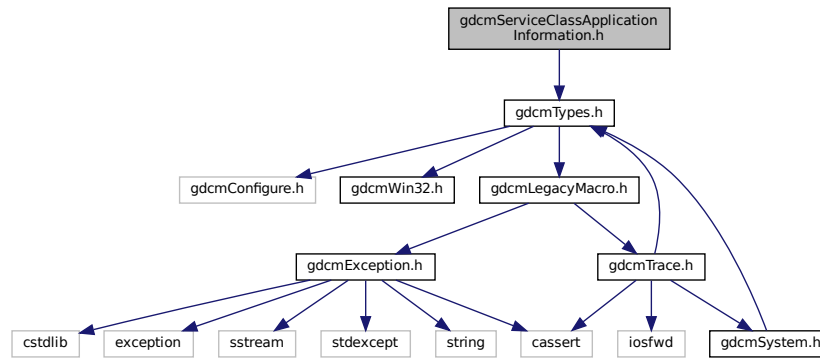 gdcmServiceClassApplication
Information.h
gdcmTypes.h
gdcmConfigure.h
gdcmWin32.h
gdcmLegacyMacro.h
gdcmException.h
gdcmTrace.h
cstdlib
exception
sstream
stdexcept
string
cassert
iosfwd
gdcmSystem.h